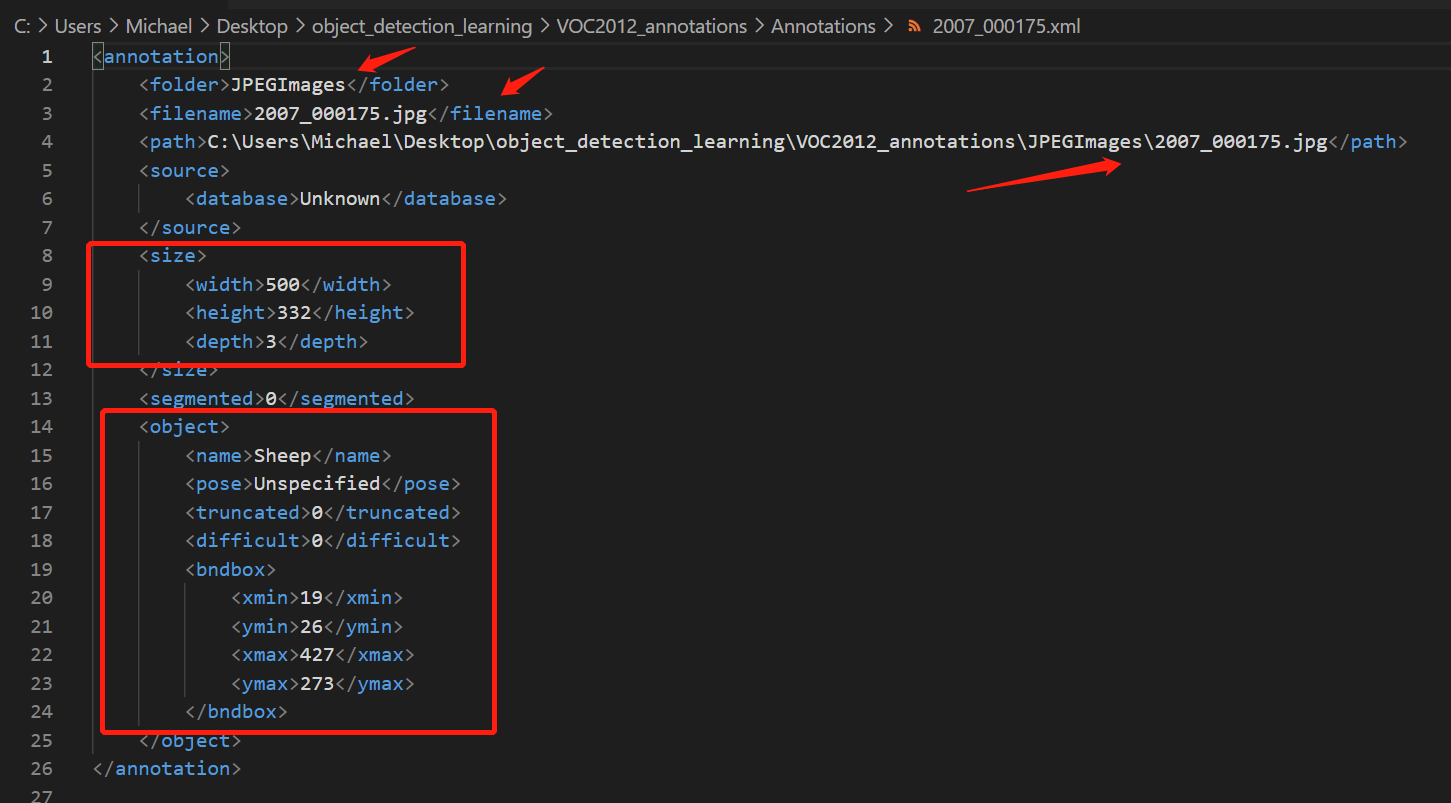 C: > Users > Michael > Desktop > object_detection_learning > VOC2012_annotations > Annotations > 2007_000175.xml
1 <annotation>
2 <folder>JPEGImages</folder>
3 <filename>2007_000175.jpg</filename>
4 <path>C:\Users\Michael\Desktop\object_detection_learning\VOC2012_annotations\JPEGImages\2007_000175.jpg</path>
5 <source>
6 <database>Unknown</database>
7 </source>
8 <size>
9 <width>500</width>
10 <height>332</height>
11 <depth>3</depth>
12 </size>
13 <segmented>0</segmented>
14 <object>
15 <name>Sheep</name>
16 <pose>Unspecified</pose>
17 <truncated>0</truncated>
18 <difficult>0</difficult>
19 <bndbox>
20 <xmin>19</xmin>
21 <ymin>26</ymin>
22 <xmax>427</xmax>
23 <ymax>273</ymax>
24 </bndbox>
25 </object>
26 </annotation>
27